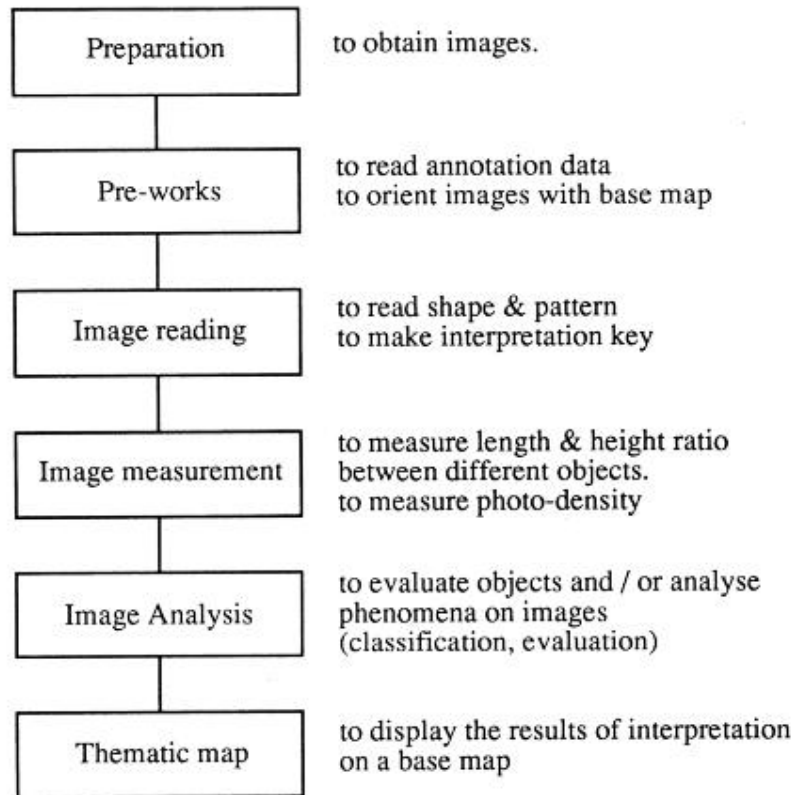 Preparation
to obtain images.
Pre-works
to read annotation data
to orient images with base map
Image reading
to read shape & pattern
to make interpretation key
Image measurement
to measure length & height ratio
between different objects.
to measure photo-density
Image Analysis
to evaluate objects and / or analyse
phenomena on images
(classification, evaluation)
Thematic map
to display the results of interpretation
on a base map